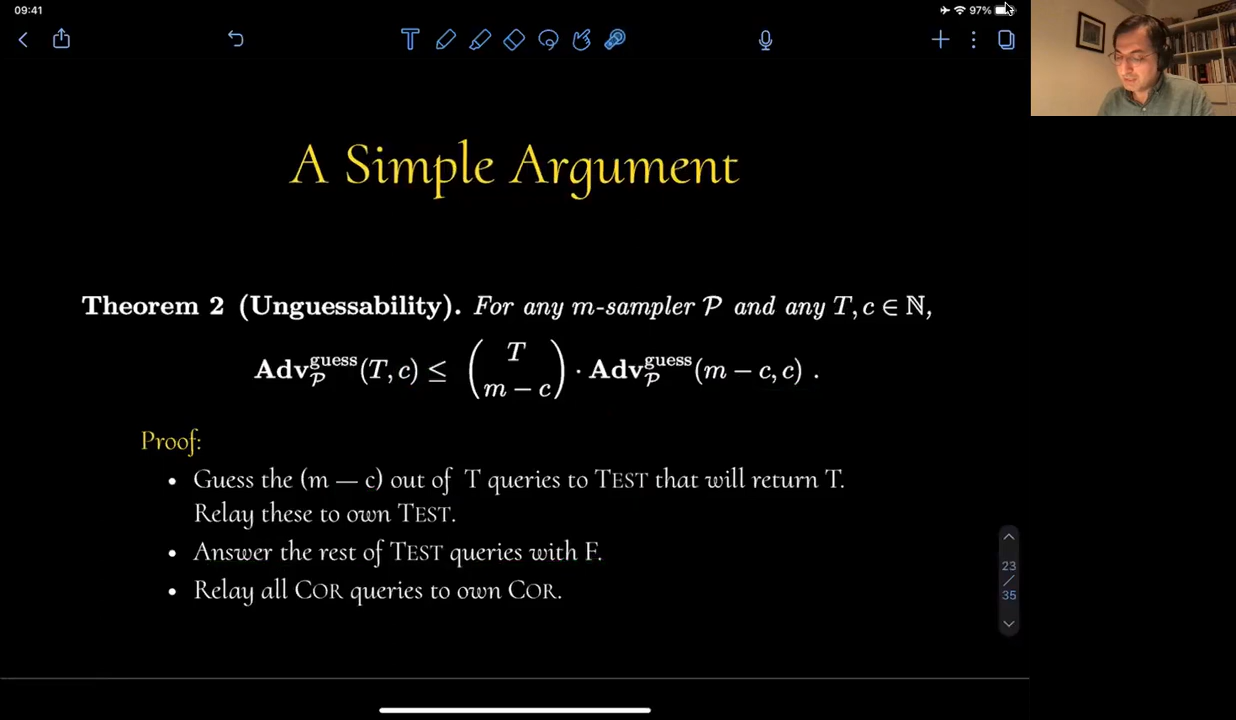 09:41
97%
A Simple Argument
Theorem 2 (Unguessability). For any m-sampler 𝒫 and any T, c ∈ ℕ,
Adv^guess_𝒫(T, c) ≤ (T m − c) · Adv^guess_𝒫(m − c, c) .
Proof:
• Guess the (m — c) out of T queries to TEST that will return T.
Relay these to own TEST.
• Answer the rest of TEST queries with F.
• Relay all COR queries to own COR.
23
/
35